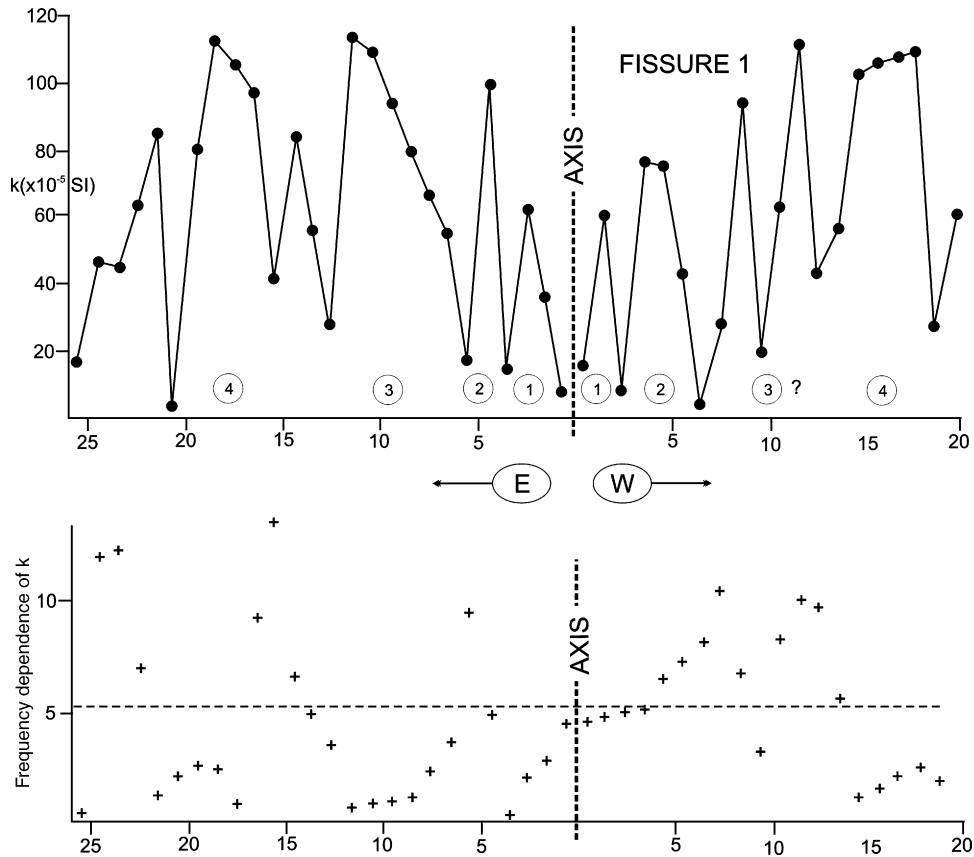 120
FISSURE 1
100
AXIS
80
k(x10⁻⁵ SI)
60
40
20
4 3 2 1 1 2 3 ? 4
25 20 15 10 5 5 10 15 20
E W
Frequency dependence of k
10
AXIS
5
25 20 15 10 5 5 10 15 20